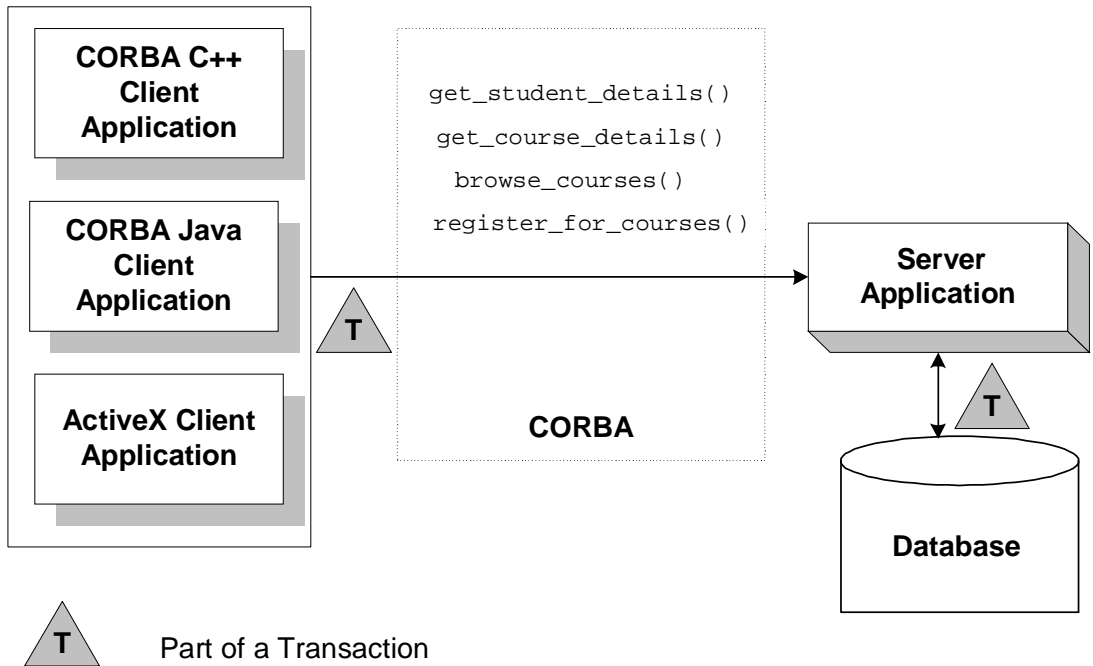 CORBA C++
Client
Application
CORBA Java
Client
Application
ActiveX Client
Application
get_student_details()
get_course_details()
browse_courses()
register_for_courses()
CORBA
T
Server
Application
T
Database
T
Part of a Transaction